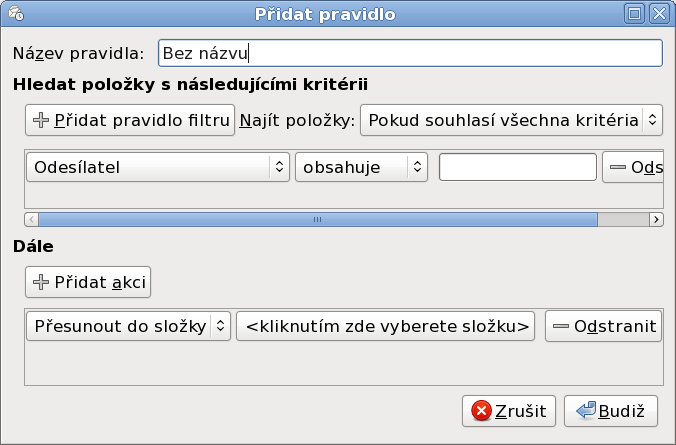 Přidat pravidlo
Název pravidla: Bez názvu
Hledat položky s následujícími kritérii
Přidat pravidlo filtru Najít položky: Pokud souhlasí všechna kritéria
Odesílatel obsahuje Ods
Dále
Přidat akci
Přesunout do složky <kliknutím zde vyberete složku> Odstranit
Zrušit Budiž